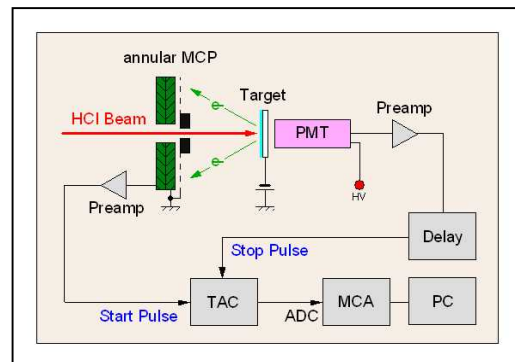 annular MCP
Target
e-
HCI Beam
PMT
Preamp
e-
HV
Preamp
Stop Pulse
Delay
TAC
ADC
MCA
PC
Start Pulse